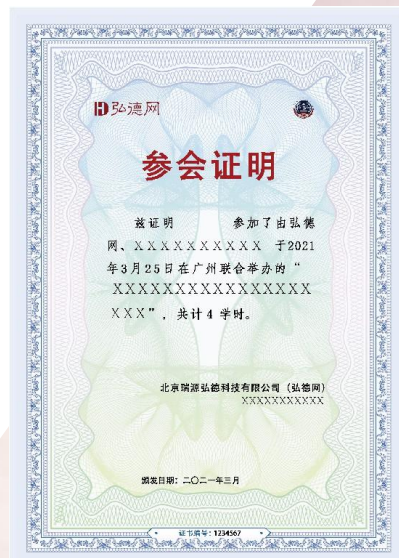 弘德网
参会证明
兹证明 参加了由弘德
网、XXXXXXXXXX 于2021
年3月25日在广州联合举办的“
XXXXXXXXXXXXXXXX
XXX”，共计4学时。
北京瑞源弘德科技有限公司（弘德网）
XXXXXXXXXXX
颁发日期：二〇二一年三月
证书编号：1234567